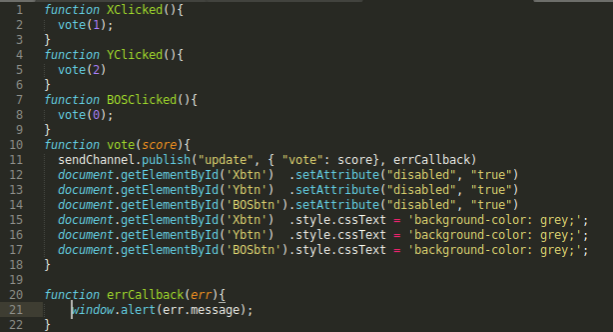 1 function XClicked(){
2 vote(1);
3 }
4 function YClicked(){
5 vote(2)
6 }
7 function BOSClicked(){
8 vote(0);
9 }
10 function vote(score){
11 sendChannel.publish("update", { "vote": score}, errCallback)
12 document.getElementById('Xbtn') .setAttribute("disabled", "true")
13 document.getElementById('Ybtn') .setAttribute("disabled", "true")
14 document.getElementById('BOSbtn').setAttribute("disabled", "true")
15 document.getElementById('Xbtn') .style.cssText = 'background-color: grey;';
16 document.getElementById('Ybtn') .style.cssText = 'background-color: grey;';
17 document.getElementById('BOSbtn').style.cssText = 'background-color: grey;';
18 }
19
20 function errCallback(err){
21 window.alert(err.message);
22 }